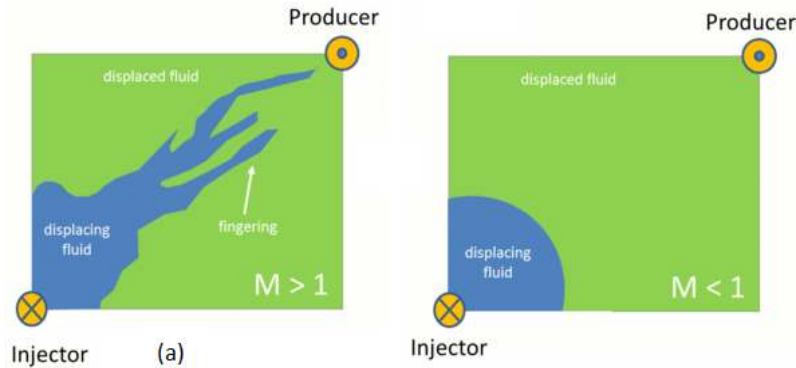 Producer
displaced fluid
displacing
fluid
fingering
M > 1
Injector
(a)
Producer
displaced fluid
displacing
fluid
M < 1
Injector